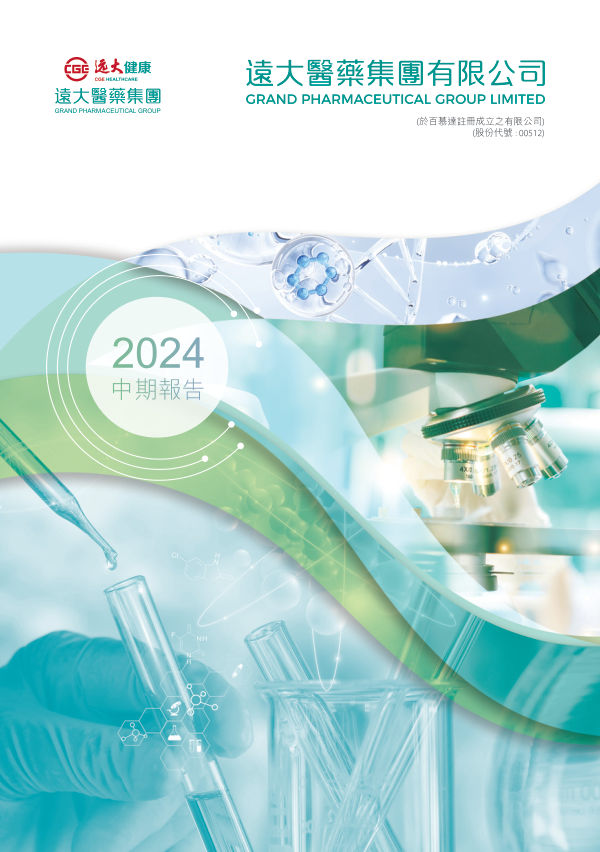 CGE 远大健康
CGE HEALTHCARE
遠大醫藥集團
GRAND PHARMACEUTICAL GROUP
遠大醫藥集團有限公司
GRAND PHARMACEUTICAL GROUP LIMITED
(於百慕達註冊成立之有限公司)
(股份代號 : 00512)
2024
中期報告